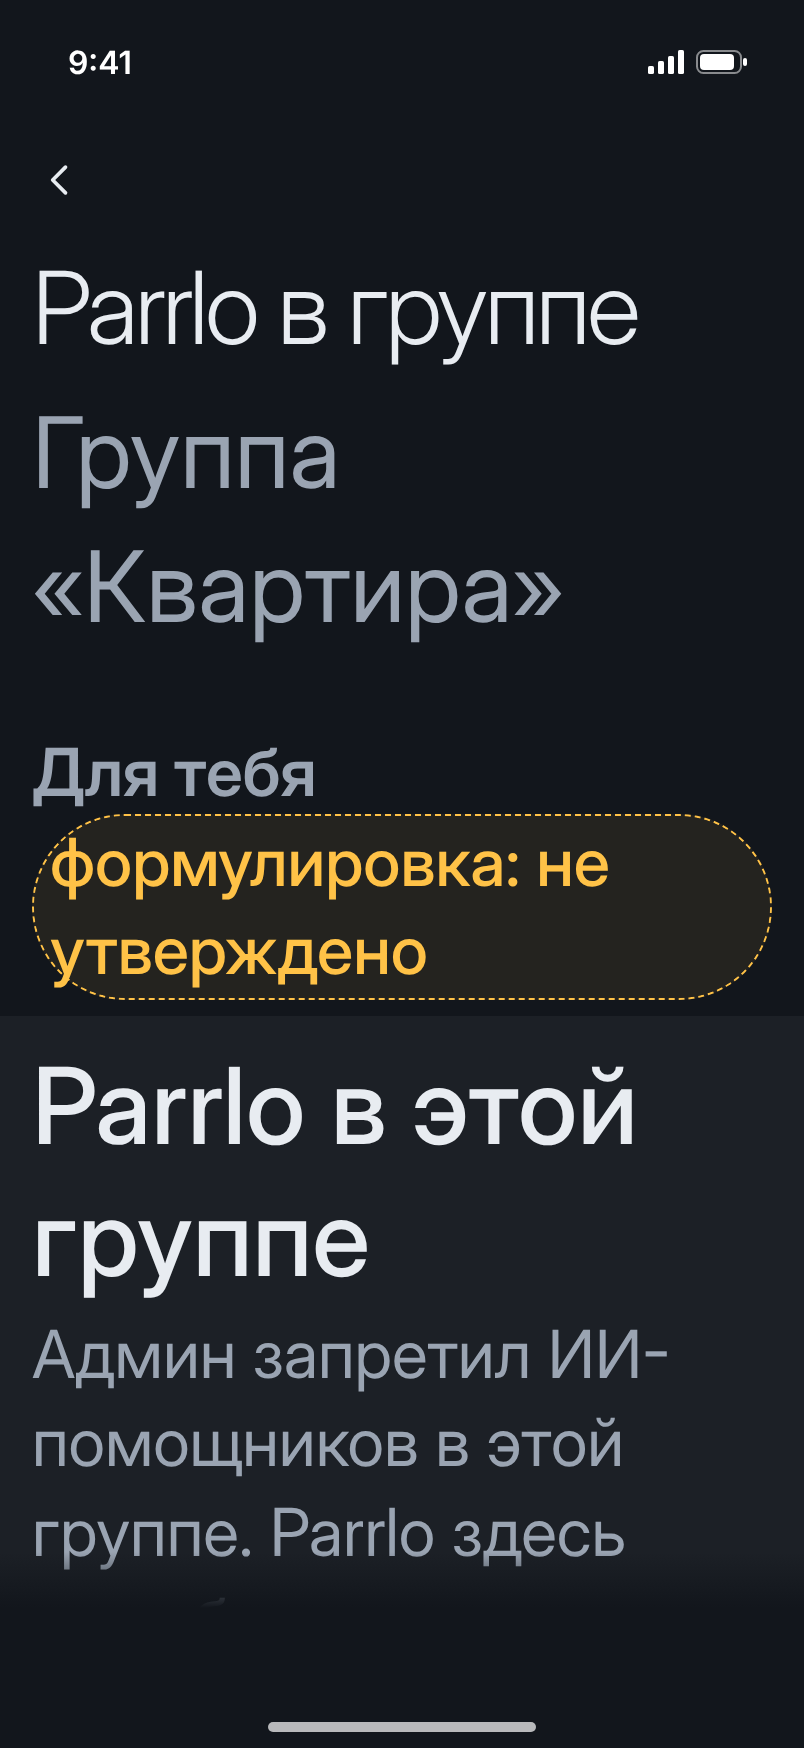 9:41
Parrlo в группе
Группа
«Квартира»
Для тебя
формулировка: не
утверждено
Parrlo в этой
группе
Админ запретил ИИ-
помощников в этой
группе. Parrlo здесь